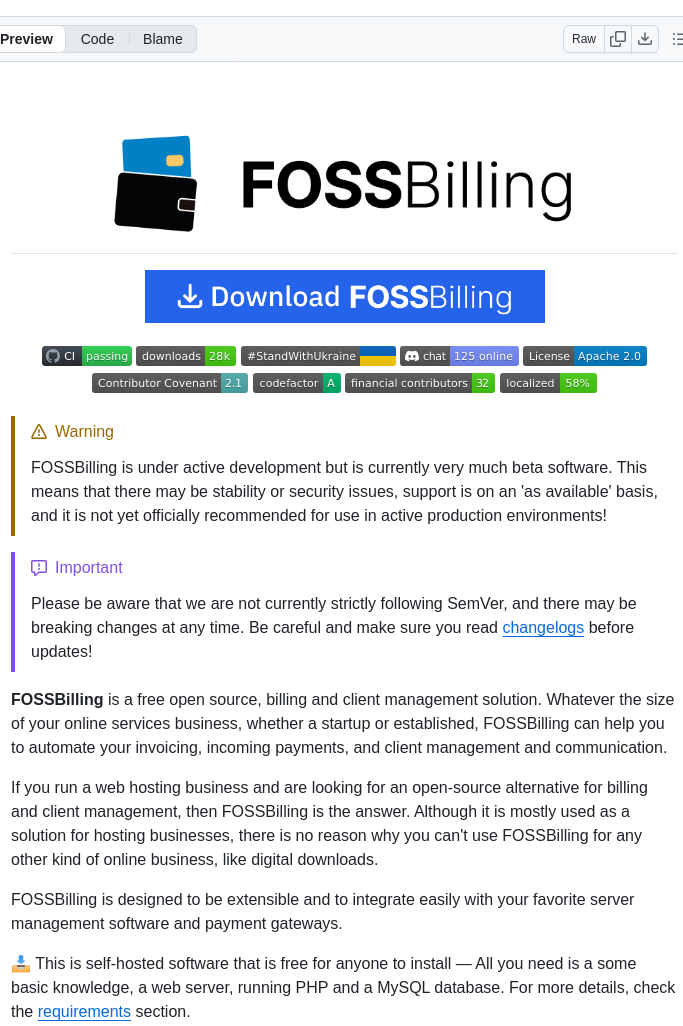 Preview Code Blame Raw
FOSSBilling
Download FOSSBilling
CI passing downloads 28k #StandWithUkraine chat 125 online License Apache 2.0
Contributor Covenant 2.1 codefactor A financial contributors 32 localized 58%
Warning
FOSSBilling is under active development but is currently very much beta software. This
means that there may be stability or security issues, support is on an 'as available' basis,
and it is not yet officially recommended for use in active production environments!
Important
Please be aware that we are not currently strictly following SemVer, and there may be
breaking changes at any time. Be careful and make sure you read changelogs before
updates!
FOSSBilling is a free open source, billing and client management solution. Whatever the size
of your online services business, whether a startup or established, FOSSBilling can help you
to automate your invoicing, incoming payments, and client management and communication.
If you run a web hosting business and are looking for an open-source alternative for billing
and client management, then FOSSBilling is the answer. Although it is mostly used as a
solution for hosting businesses, there is no reason why you can't use FOSSBilling for any
other kind of online business, like digital downloads.
FOSSBilling is designed to be extensible and to integrate easily with your favorite server
management software and payment gateways.
📥 This is self-hosted software that is free for anyone to install — All you need is a some
basic knowledge, a web server, running PHP and a MySQL database. For more details, check
the requirements section.